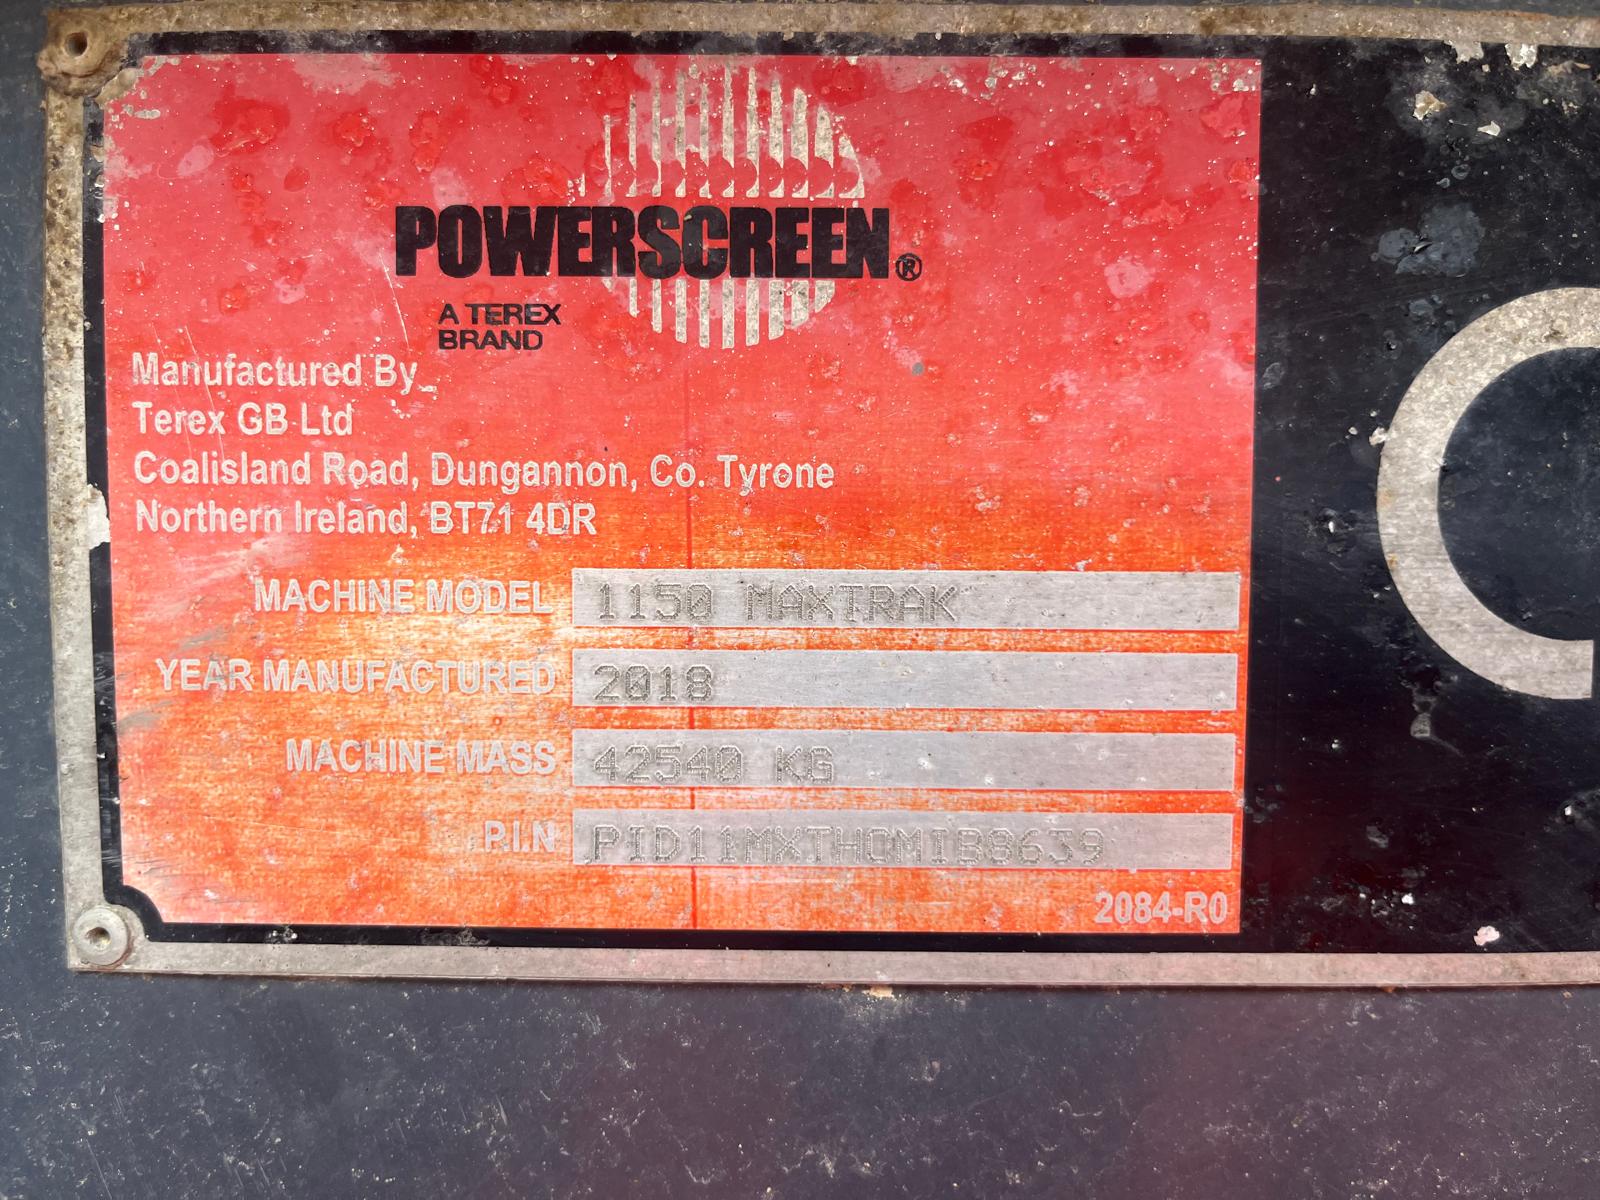 POWERSCREEN®
A TEREX
BRAND
Manufactured By
Terex GB Ltd
Coalisland Road, Dungannon, Co. Tyrone
Northern Ireland, BT71 4DR
MACHINE MODEL 1150 MAXTRAK
YEAR MANUFACTURED 2018
MACHINE MASS 42540 KG
P.I.N PID11MXTHOMIB8639
2084-R0